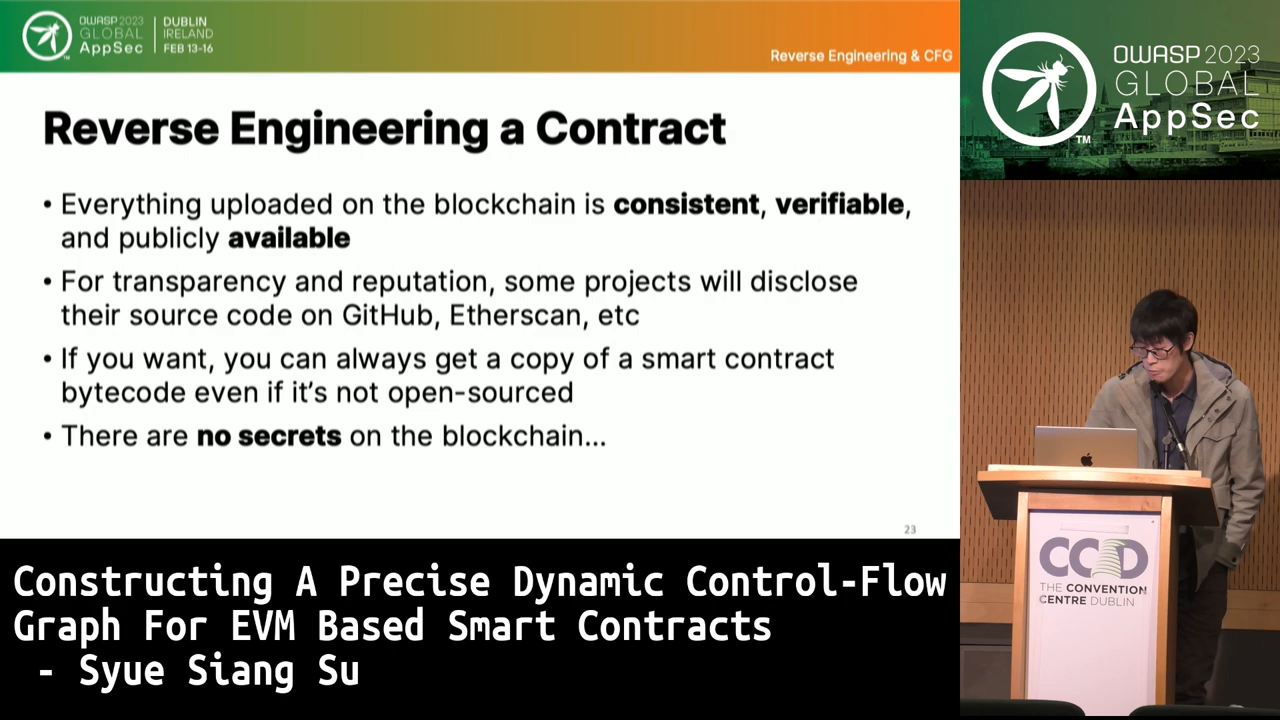 OWASP 2023
GLOBAL
AppSec
TM
DUBLIN
IRELAND
FEB 13-16
Reverse Engineering & CFG
Reverse Engineering a Contract
• Everything uploaded on the blockchain is consistent, verifiable,
and publicly available
• For transparency and reputation, some projects will disclose
their source code on GitHub, Etherscan, etc
• If you want, you can always get a copy of a smart contract
bytecode even if it's not open-sourced
• There are no secrets on the blockchain...
23
OWASP 2023
GLOBAL
AppSec
TM
CCD
THE CONVENTION
CENTRE DUBLIN
Constructing A Precise Dynamic Control-Flow
Graph For EVM Based Smart Contracts
- Syue Siang Su